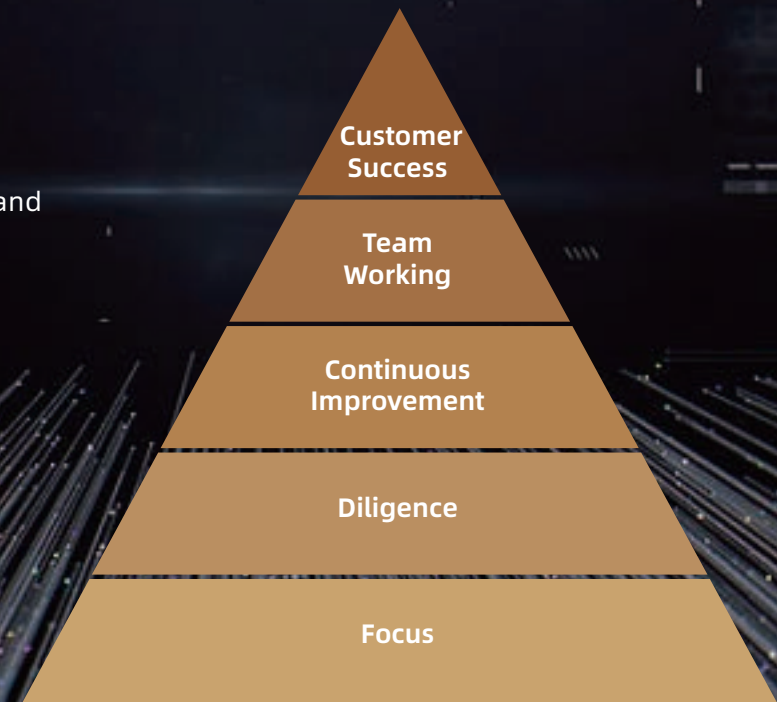 Customer
Success
and
Team
Working
Continuous
Improvement
Diligence
Focus